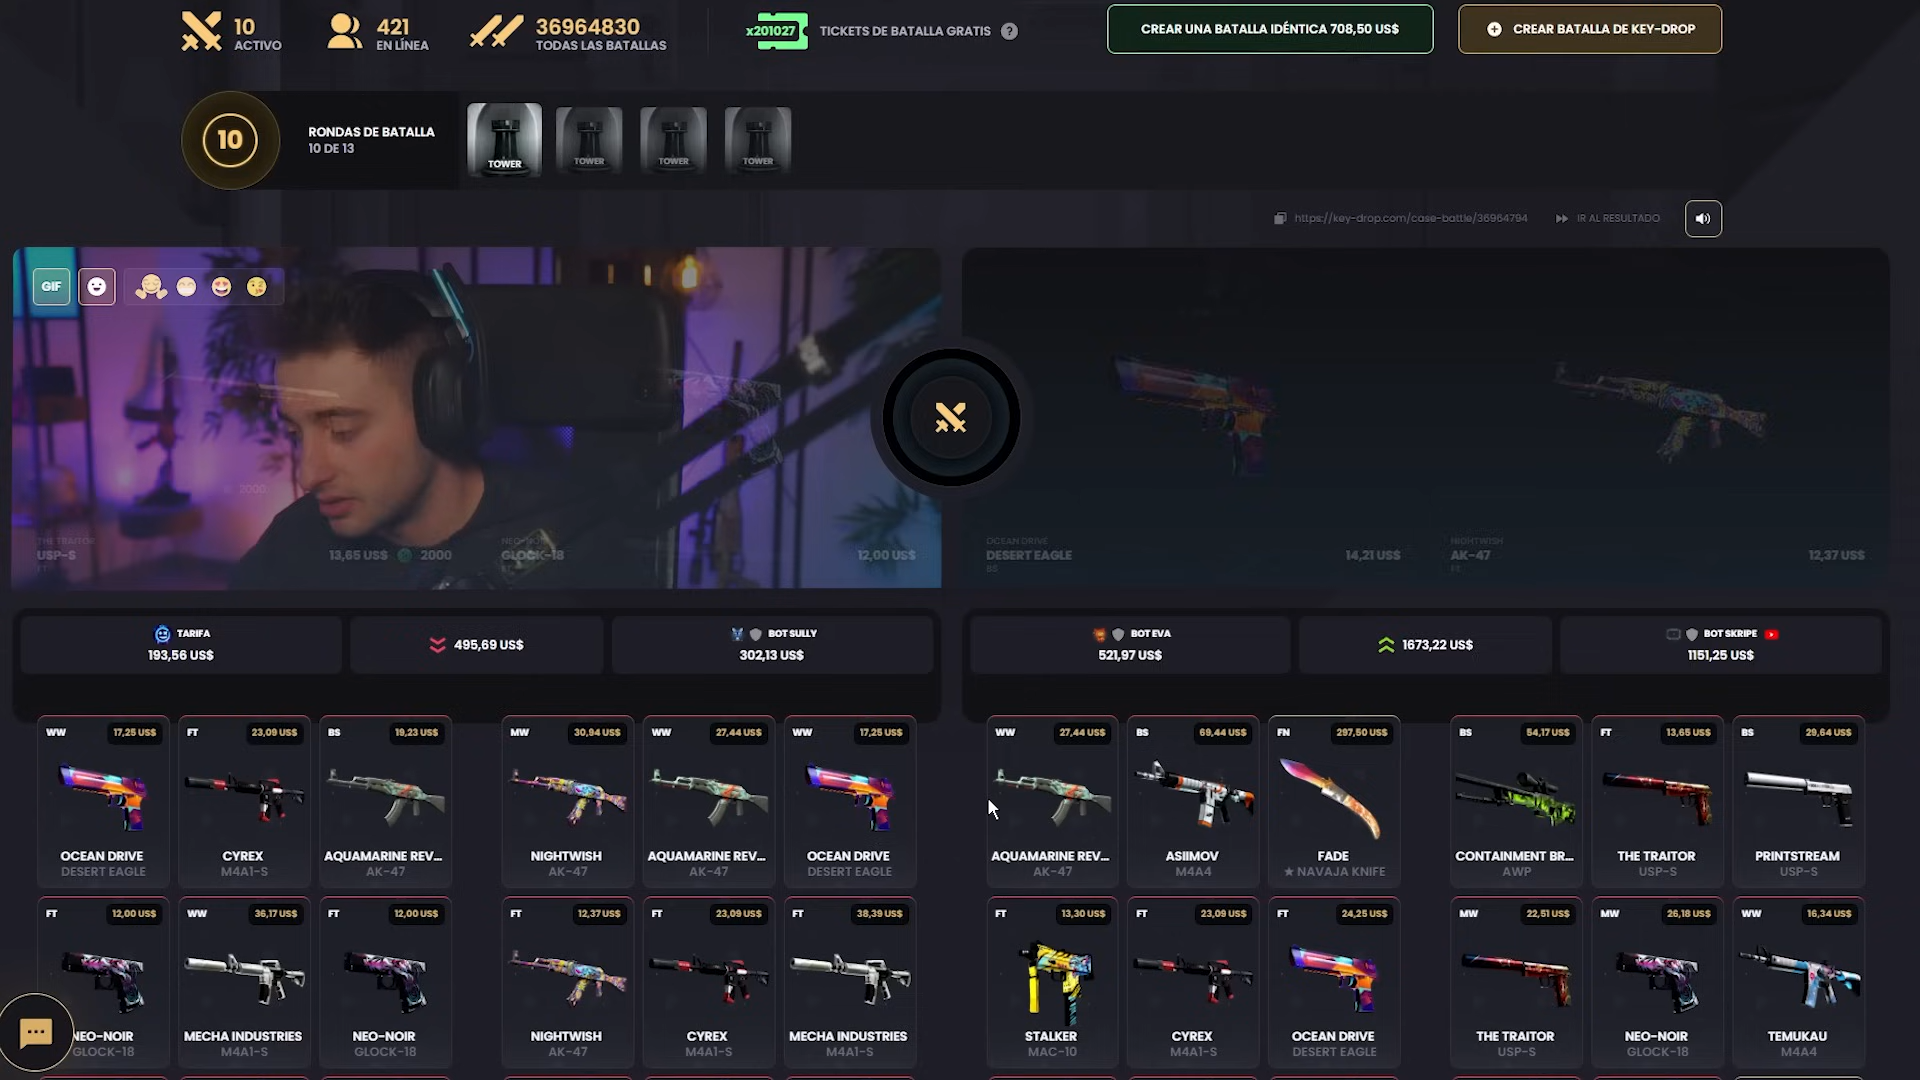 10
ACTIVO
421
EN LÍNEA
36964830
TODAS LAS BATALLAS
x201027
TICKETS DE BATALLA GRATIS
?
CREAR UNA BATALLA IDÉNTICA 708,50 US$
CREAR BATALLA DE KEY-DROP
10
RONDAS DE BATALLA
10 DE 13
TOWER
TOWER
TOWER
TOWER
https://key-drop.com/case-battle/36964794
IR AL RESULTADO
GIF
2000
THE TRAITOR
USP-S
FT
13,65 US$
2000
NEO-NOIR
GLOCK-18
FT
12,00 US$
OCEAN DRIVE
DESERT EAGLE
BS
14,21 US$
NIGHTWISH
AK-47
FT
12,37 US$
TARIFA
193,56 US$
495,69 US$
BOT SULLY
302,13 US$
BOT EVA
521,97 US$
1673,22 US$
BOT SKRIPE
1151,25 US$
WW 17,25 US$
OCEAN DRIVE
DESERT EAGLE
FT 23,09 US$
CYREX
M4A1-S
BS 19,23 US$
AQUAMARINE REV...
AK-47
MW 30,94 US$
NIGHTWISH
AK-47
WW 27,44 US$
AQUAMARINE REV...
AK-47
WW 17,25 US$
OCEAN DRIVE
DESERT EAGLE
WW 27,44 US$
AQUAMARINE REV...
AK-47
BS 69,44 US$
ASIIMOV
M4A4
FN 297,50 US$
FADE
★ NAVAJA KNIFE
BS 54,17 US$
CONTAINMENT BR...
AWP
FT 13,65 US$
THE TRAITOR
USP-S
BS 29,64 US$
PRINTSTREAM
USP-S
FT 12,00 US$
NEO-NOIR
GLOCK-18
WW 36,17 US$
MECHA INDUSTRIES
M4A1-S
FT 12,00 US$
NEO-NOIR
GLOCK-18
FT 12,37 US$
NIGHTWISH
AK-47
FT 23,09 US$
CYREX
M4A1-S
FT 38,39 US$
MECHA INDUSTRIES
M4A1-S
FT 13,30 US$
STALKER
MAC-10
FT 23,09 US$
CYREX
M4A1-S
FT 24,25 US$
OCEAN DRIVE
DESERT EAGLE
MW 22,51 US$
THE TRAITOR
USP-S
MW 26,18 US$
NEO-NOIR
GLOCK-18
WW 16,34 US$
TEMUKAU
M4A4